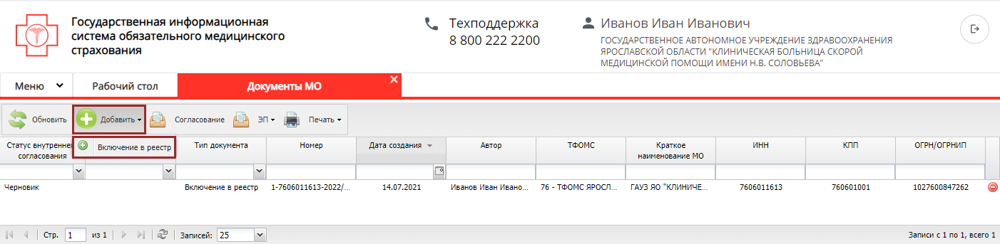 Государственная информационная
система обязательного медицинского
страхования
Техподдержка
8 800 222 2200
Иванов Иван Иванович
ГОСУДАРСТВЕННОЕ АВТОНОМНОЕ УЧРЕЖДЕНИЕ ЗДРАВООХРАНЕНИЯ
ЯРОСЛАВСКОЙ ОБЛАСТИ "КЛИНИЧЕСКАЯ БОЛЬНИЦА СКОРОЙ
МЕДИЦИНСКОЙ ПОМОЩИ ИМЕНИ Н.В. СОЛОВЬЕВА"
Меню Рабочий стол Документы МО
Обновить Добавить Согласование ЭП Печать
Включение в реестр
Статус внутренне
согласования
Тип документа Номер Дата создания Автор ТФОМС Краткое
наименование МО
ИНН КПП ОГРН/ОГРНИП
Черновик Включение в реестр 1-7606011613-2022/... 14.07.2021 Иванов Иван Ивано... 76 - ТФОМС ЯРОСЛ... ГАУЗ ЯО "КЛИНИЧЕ... 7606011613 760601001 1027600847262
Стр. 1 из 1 Записей: 25 Записи с 1 по 1, всего 1